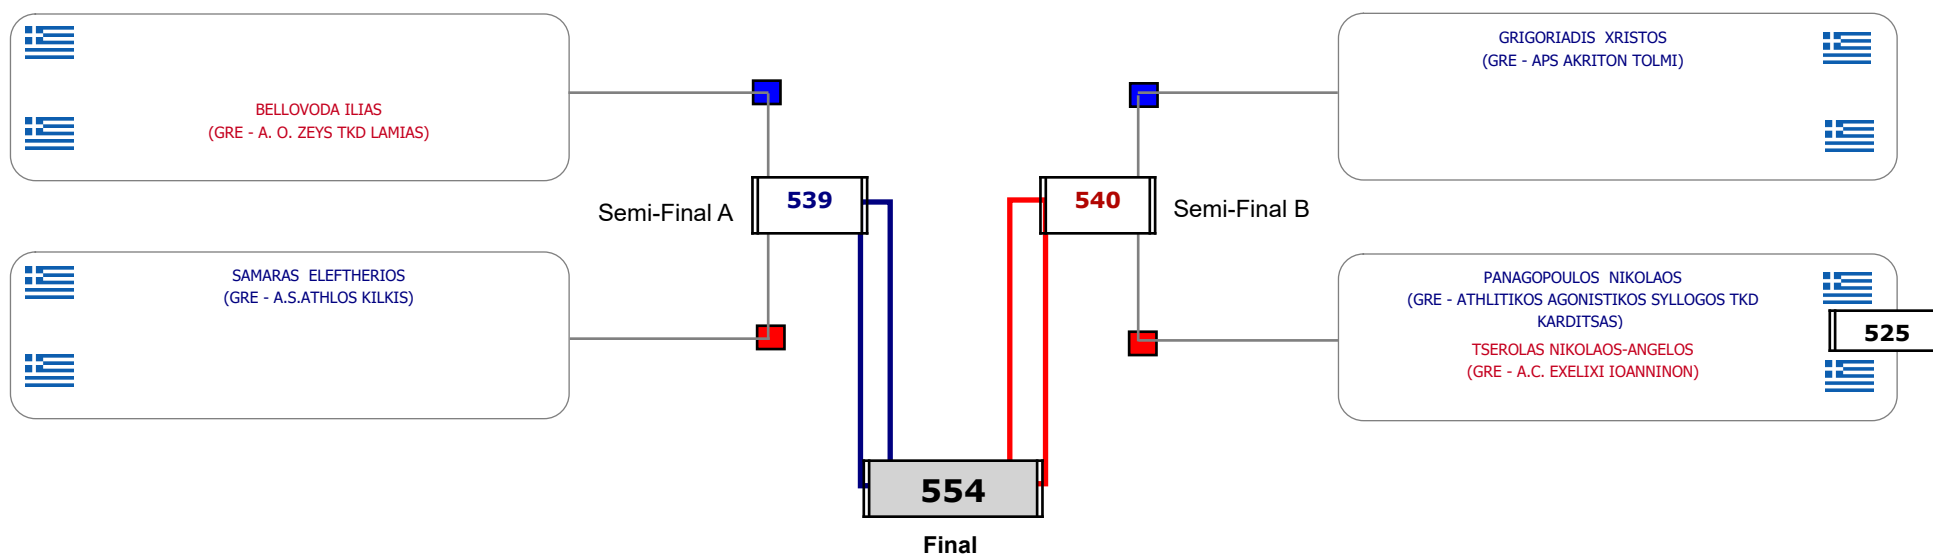 BELLOVODA ILIAS
(GRE - A. O. ZEYS TKD LAMIAS)
GRIGORIADIS XRISTOS
(GRE - APS AKRITON TOLMI)
539
Semi-Final A
540
Semi-Final B
SAMARAS ELEFTHERIOS
(GRE - A.S.ATHLOS KILKIS)
PANAGOPOULOS NIKOLAOS
(GRE - ATHLITIKOS AGONISTIKOS SYLLOGOS TKD
KARDITSAS)
525
TSEROLAS NIKOLAOS-ANGELOS
(GRE - A.C. EXELIXI IOANNINON)
554
Final